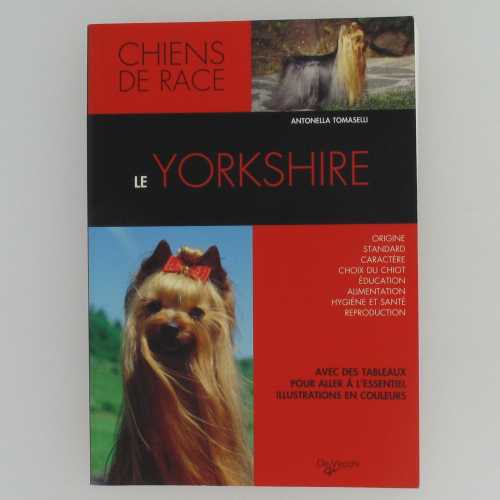 CHIENS
DE RACE
ANTONELLA TOMASELLI
LE YORKSHIRE
ORIGINE
STANDARD
CARACTÈRE
CHOIX DU CHIOT
ÉDUCATION
ALIMENTATION
HYGIÈNE ET SANTÉ
REPRODUCTION
AVEC DES TABLEAUX
POUR ALLER À L'ESSENTIEL
ILLUSTRATIONS EN COULEURS
De Vecchi